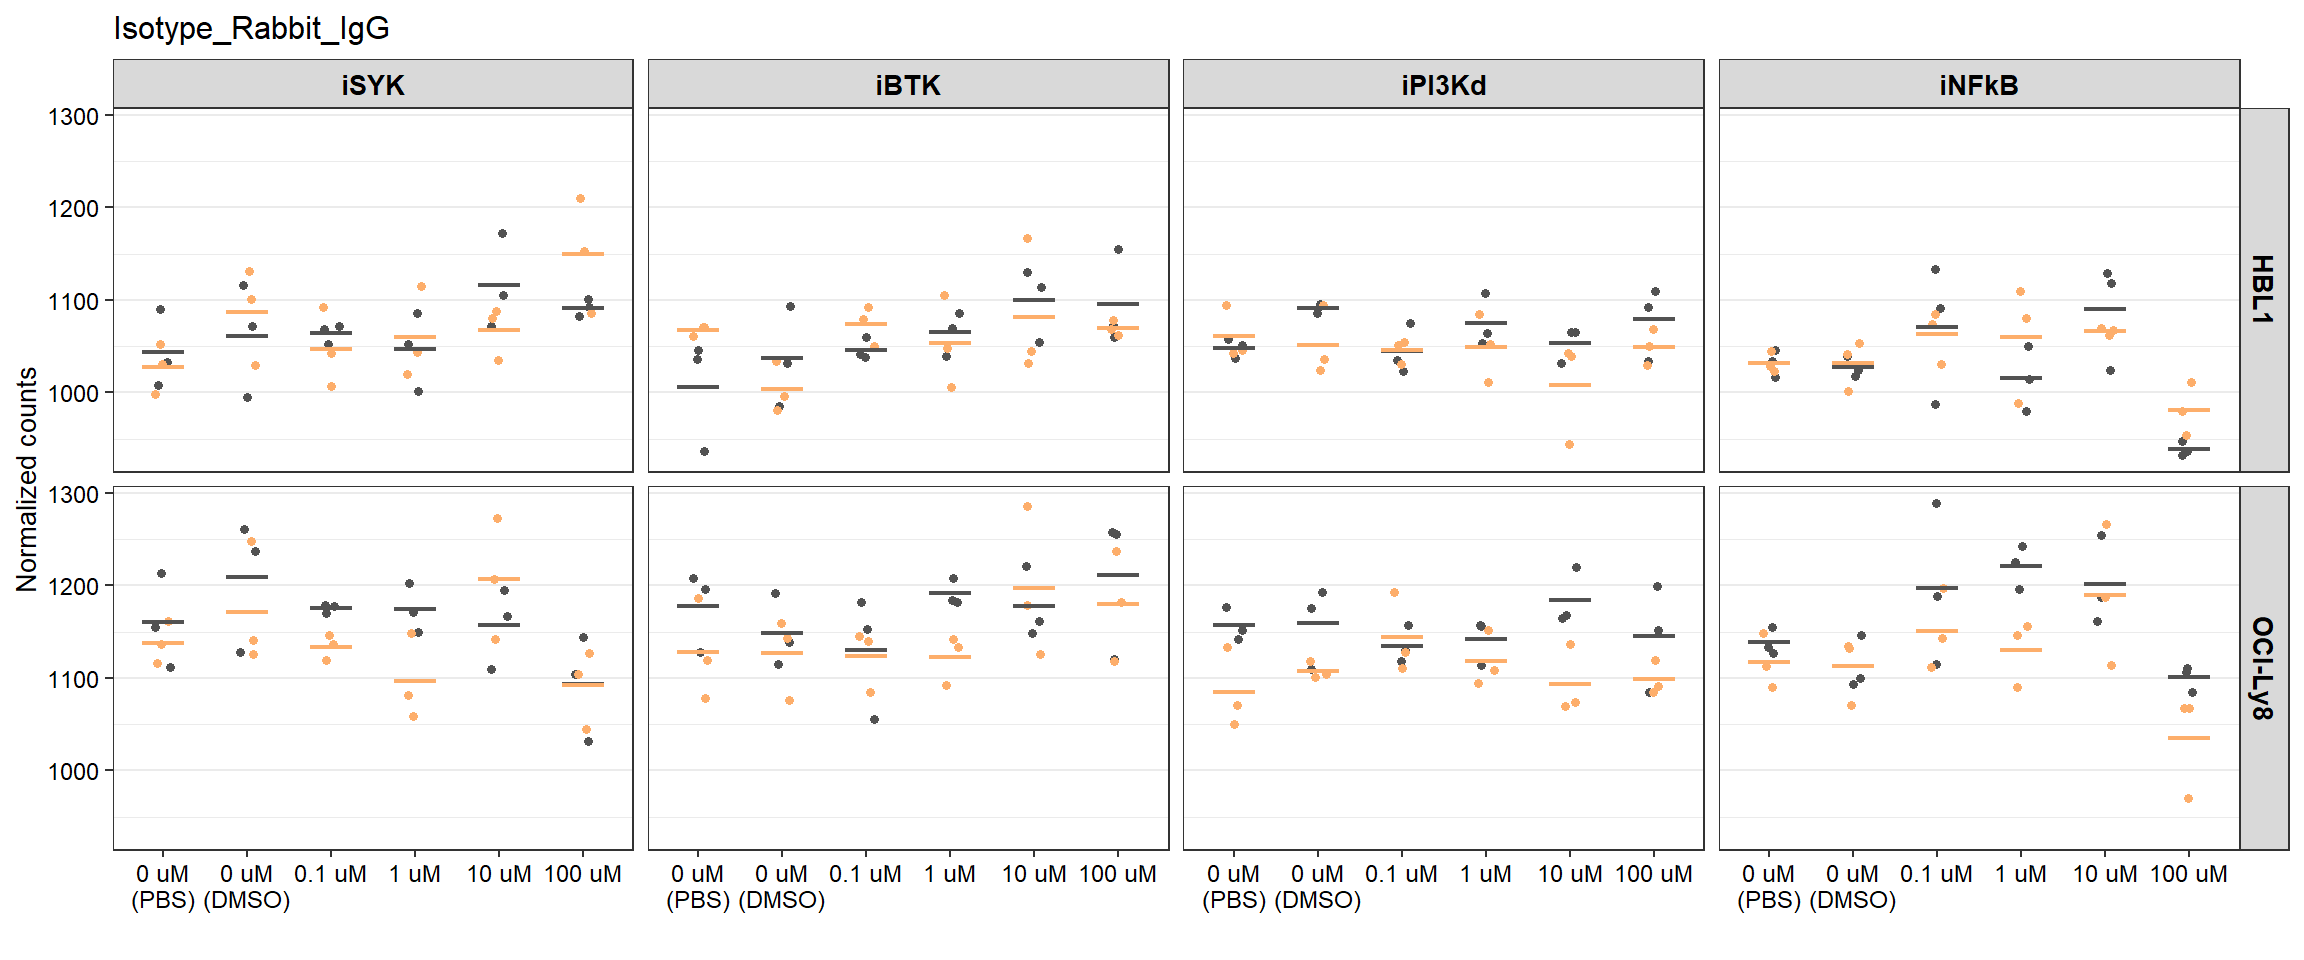 Isotype_Rabbit_IgG
iSYK iBTK iPI3Kd iNFkB
Normalized counts
1300
1200
1100
1000
HBL1
1300
1200
1100
1000
OCI-Ly8
0 uM 0 uM 0.1 uM 1 uM 10 uM 100 uM 0 uM 0 uM 0.1 uM 1 uM 10 uM 100 uM 0 uM 0 uM 0.1 uM 1 uM 10 uM 100 uM 0 uM 0 uM 0.1 uM 1 uM 10 uM 100 uM
(PBS) (DMSO) (PBS) (DMSO) (PBS) (DMSO) (PBS) (DMSO)